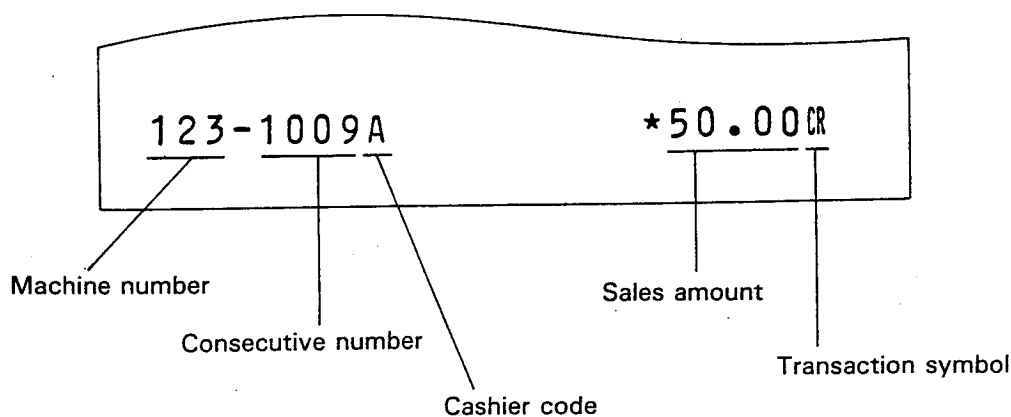 123-1009A *50.00CR
Machine number
Sales amount
Consecutive number
Transaction symbol
Cashier code